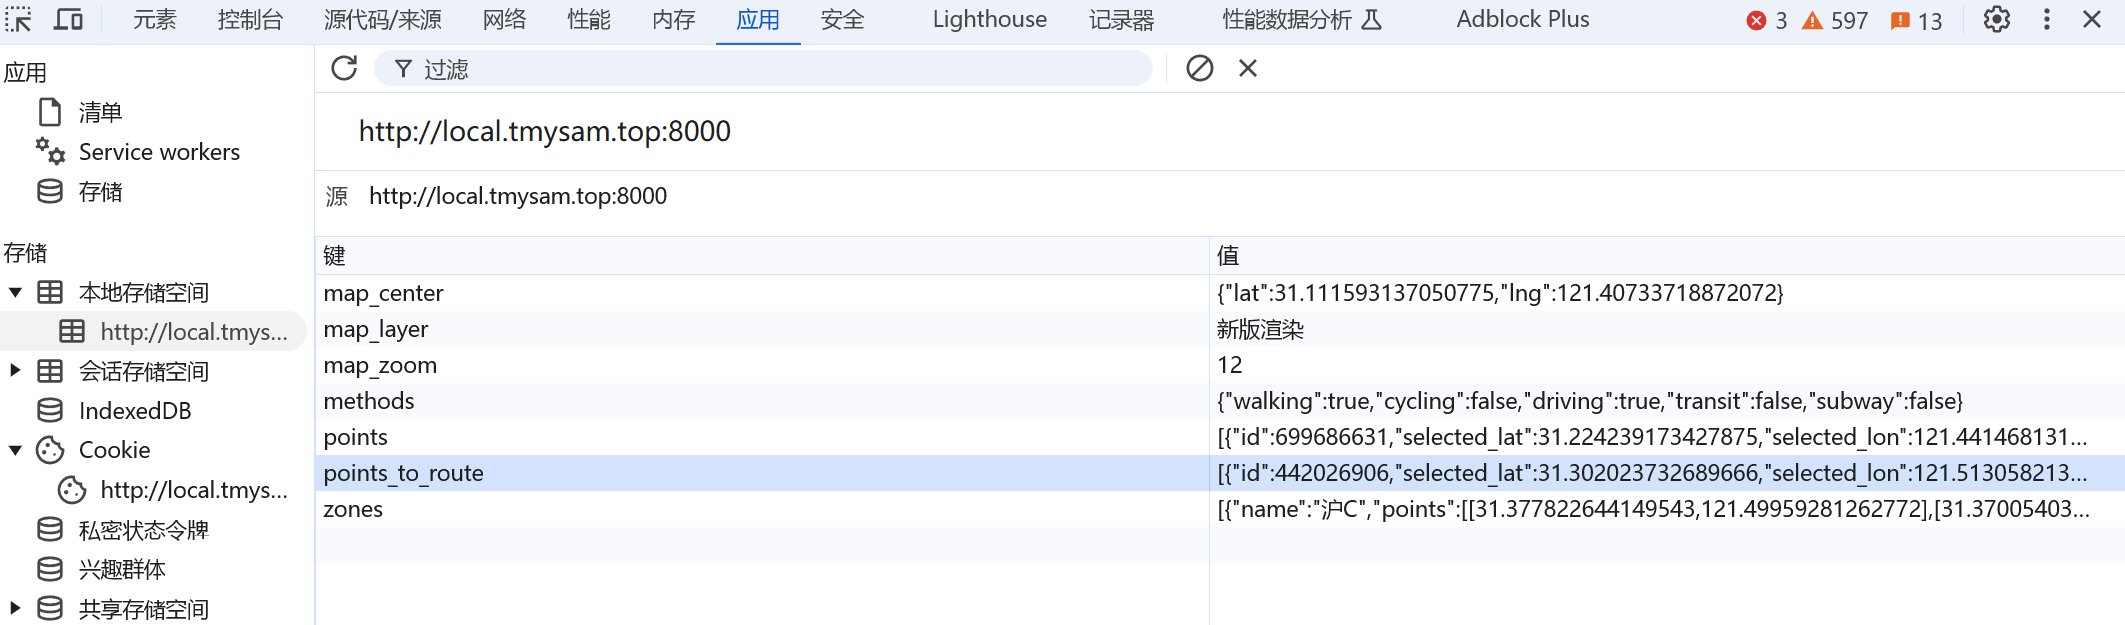 元素 控制台 源代码/来源 网络 性能 内存 应用 安全 Lighthouse 记录器 性能数据分析 Adblock Plus 3 597 13
应用
清单
Service workers
存储
存储
本地存储空间
http://local.tmys...
会话存储空间
IndexedDB
Cookie
http://local.tmys...
私密状态令牌
兴趣群体
共享存储空间
过滤
http://local.tmysam.top:8000
源 http://local.tmysam.top:8000
键 值
map_center {"lat":31.111593137050775,"lng":121.40733718872072}
map_layer 新版渲染
map_zoom 12
methods {"walking":true,"cycling":false,"driving":true,"transit":false,"subway":false}
points [{"id":699686631,"selected_lat":31.224239173427875,"selected_lon":121.441468131...
points_to_route [{"id":442026906,"selected_lat":31.302023732689666,"selected_lon":121.513058213...
zones [{"name":"沪C","points":[[31.377822644149543,121.49959281262772],[31.37005403...